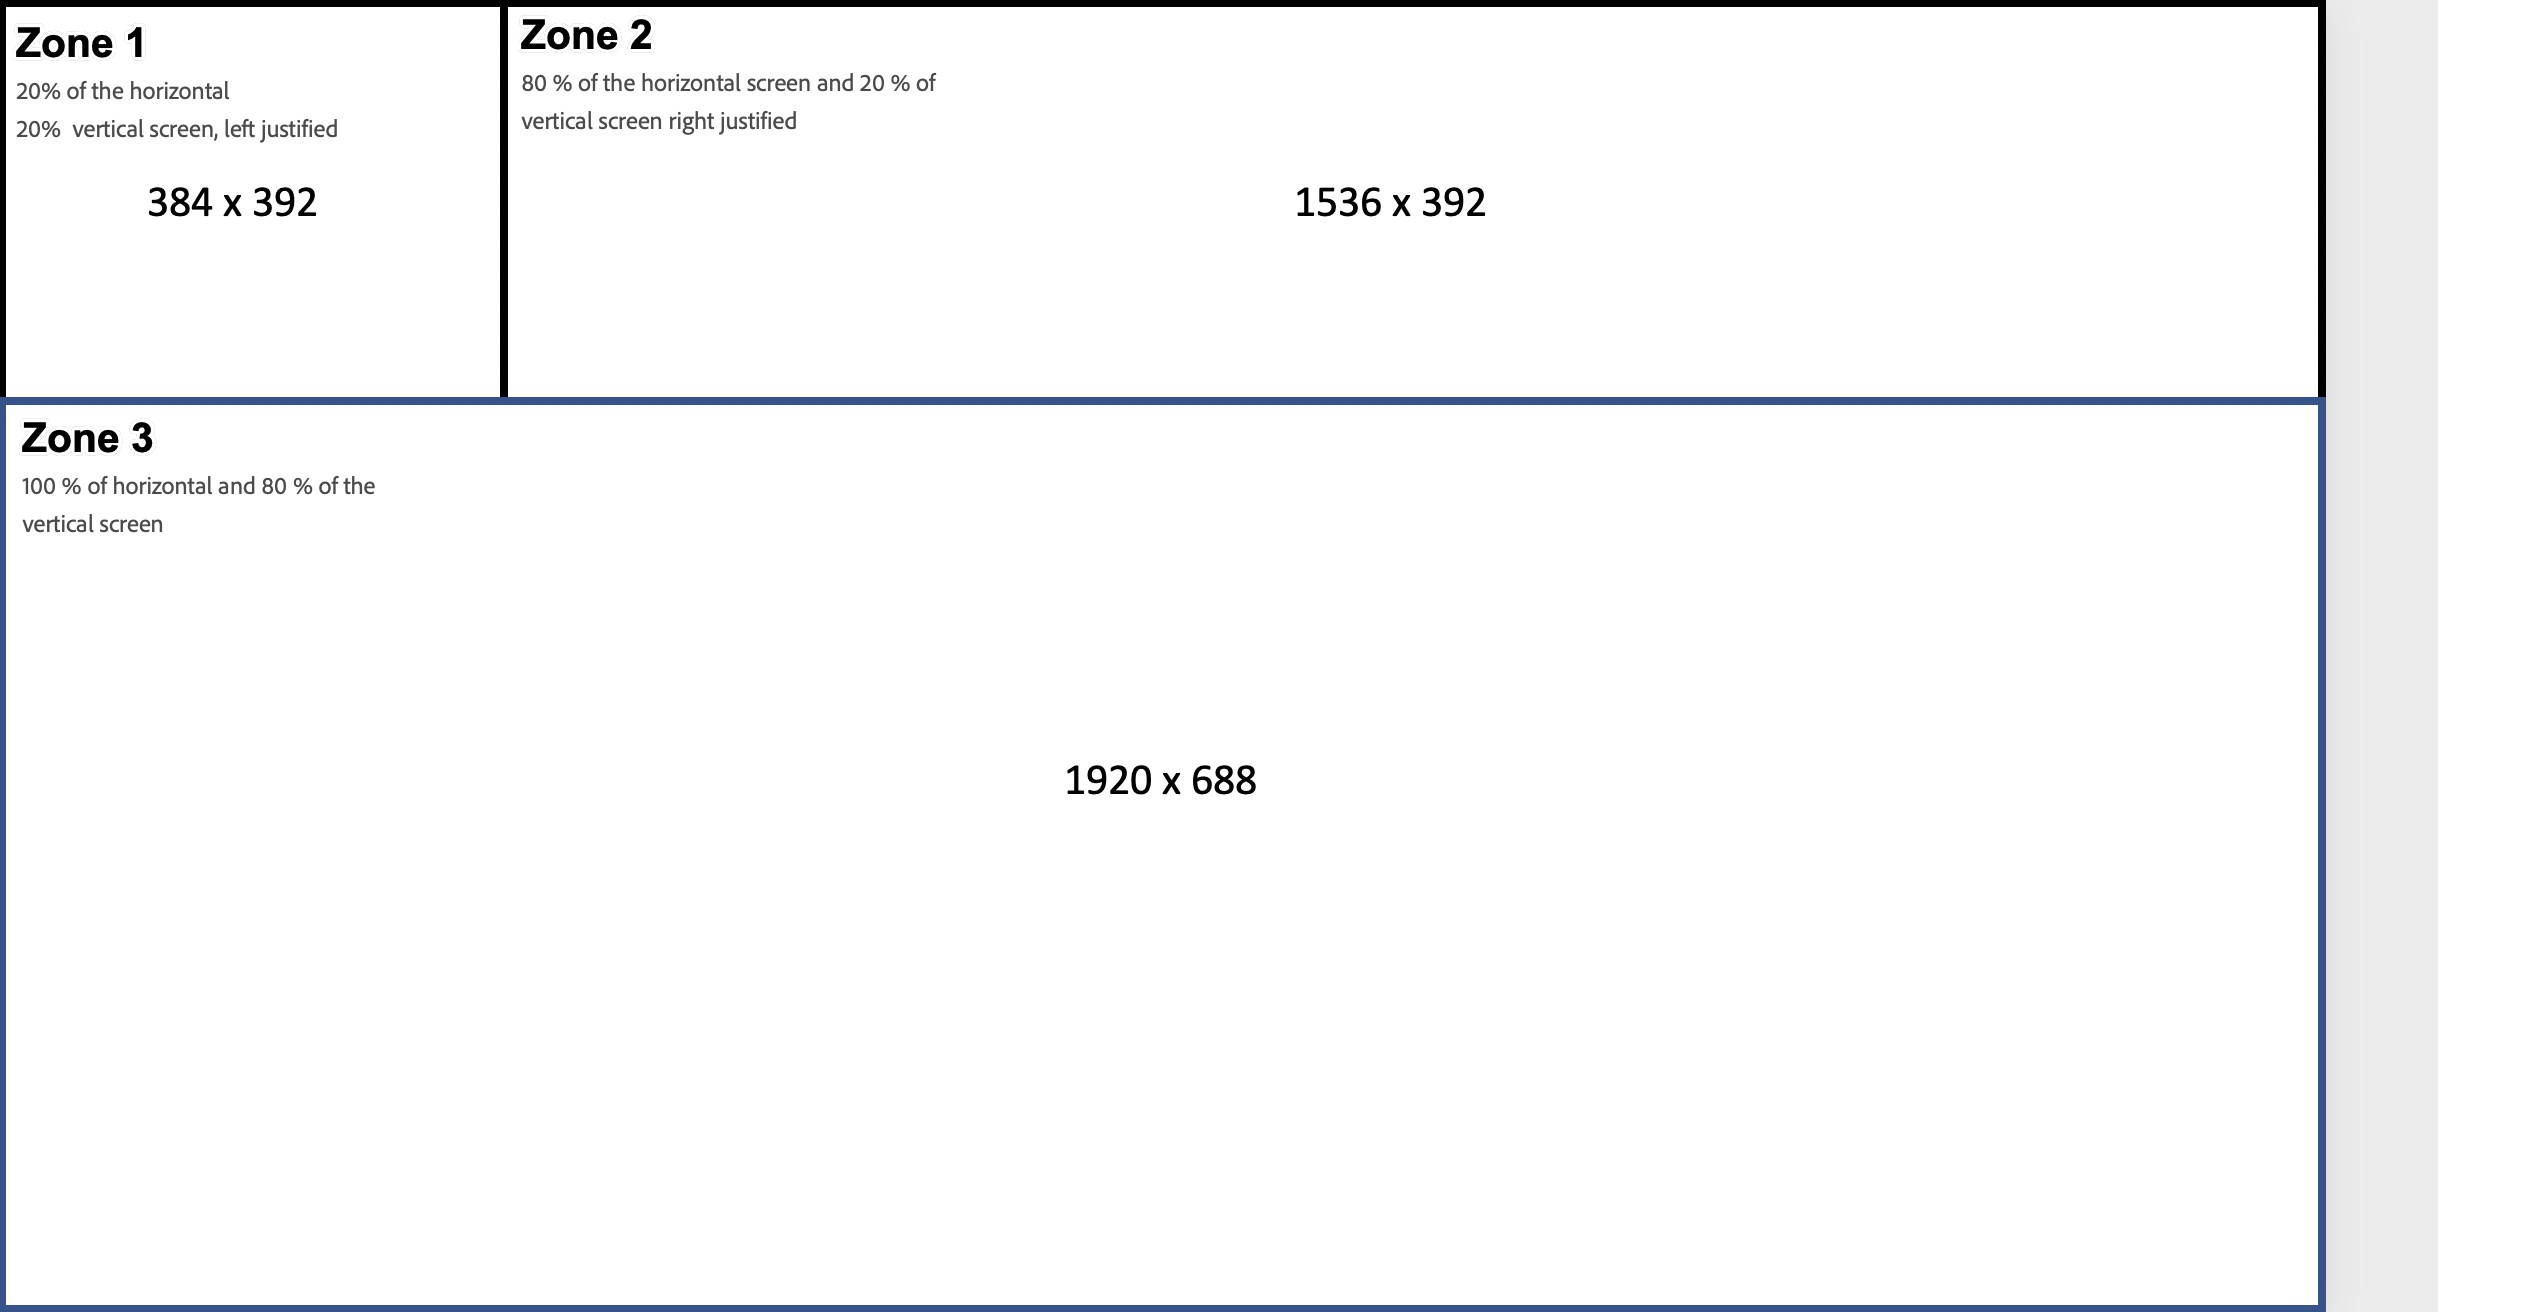 Zone 1
20% of the horizontal
20%  vertical screen, left justified
384 x 392
Zone 2
80 % of the horizontal screen and 20 % of
vertical screen right justified
1536 x 392
Zone 3
100 % of horizontal and 80 % of the
vertical screen
1920 x 688